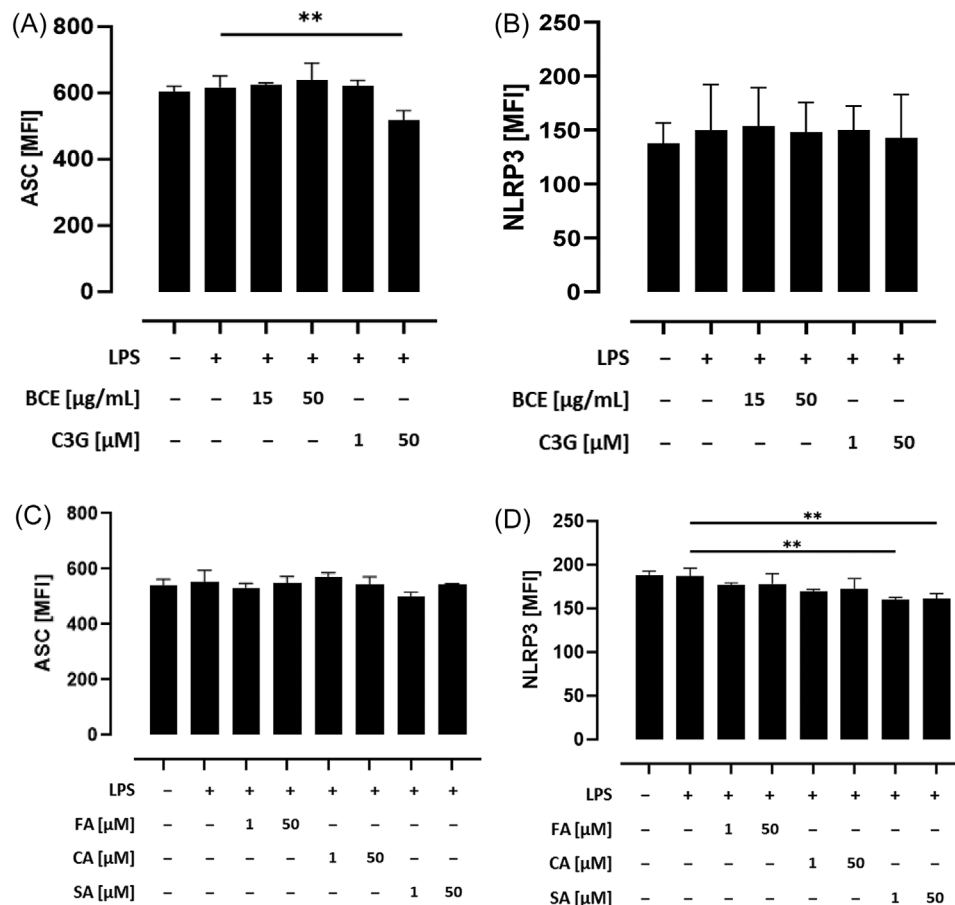 (A)
**
800
600
400
200
0
ASC [MFI]
LPS – + + + + +
BCE [µg/mL] – – 15 50 – –
C3G [µM] – – – – 1 50
(B)
250
200
150
100
50
0
NLRP3 [MFI]
LPS – + + + + +
BCE [µg/mL] – – 15 50 – –
C3G [µM] – – – – 1 50
(C)
800
600
400
200
0
ASC [MFI]
LPS – + + + + + + +
FA [µM] – – 1 50 – – – –
CA [µM] – – – – 1 50 – –
SA [µM] – – – – – – 1 50
(D)
**
**
250
200
150
100
50
0
NLRP3 [MFI]
LPS – + + + + + + +
FA [µM] – – 1 50 – – – –
CA [µM] – – – – 1 50 – –
SA [µM] – – – – – – 1 50